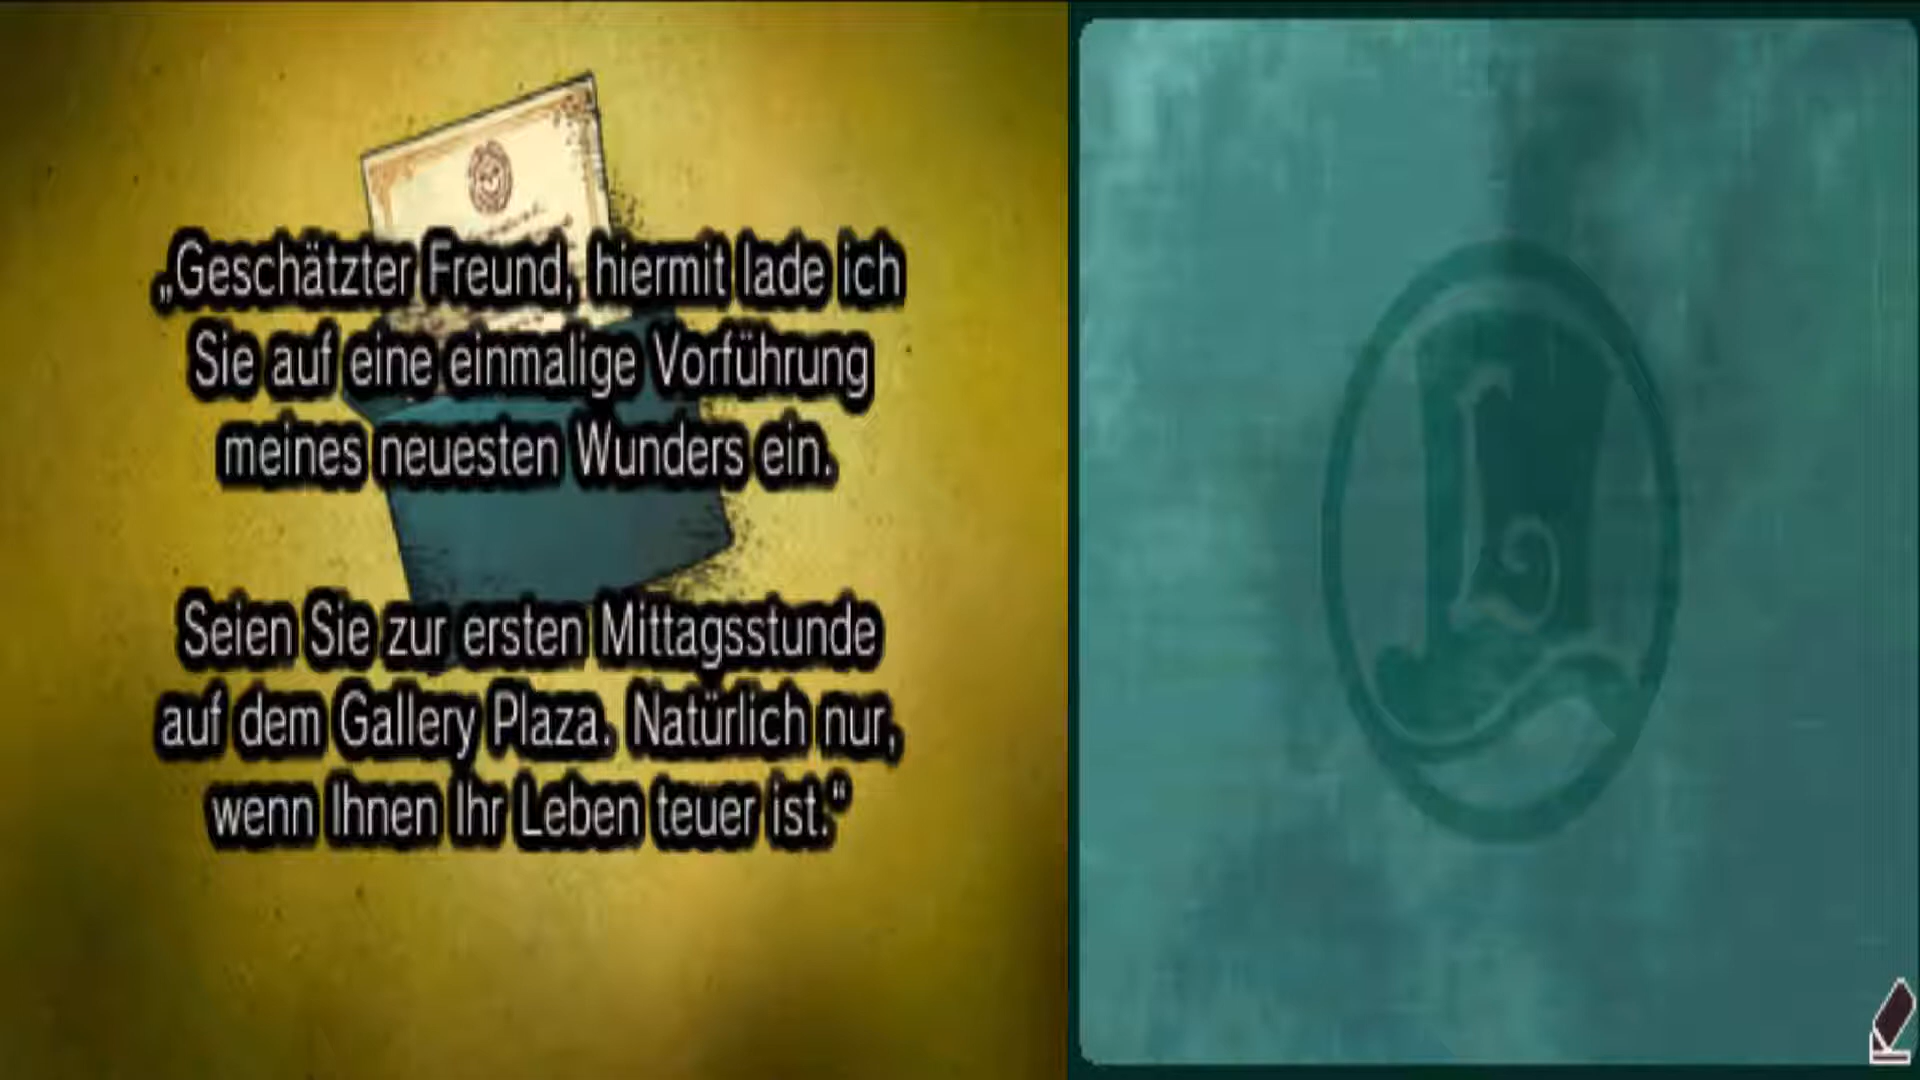 „Geschätzter Freund, hiermit lade ich
Sie auf eine einmalige Vorführung
meines neuesten Wunders ein.
Seien Sie zur ersten Mittagsstunde
auf dem Gallery Plaza. Natürlich nur,
wenn Ihnen Ihr Leben teuer ist.“
L